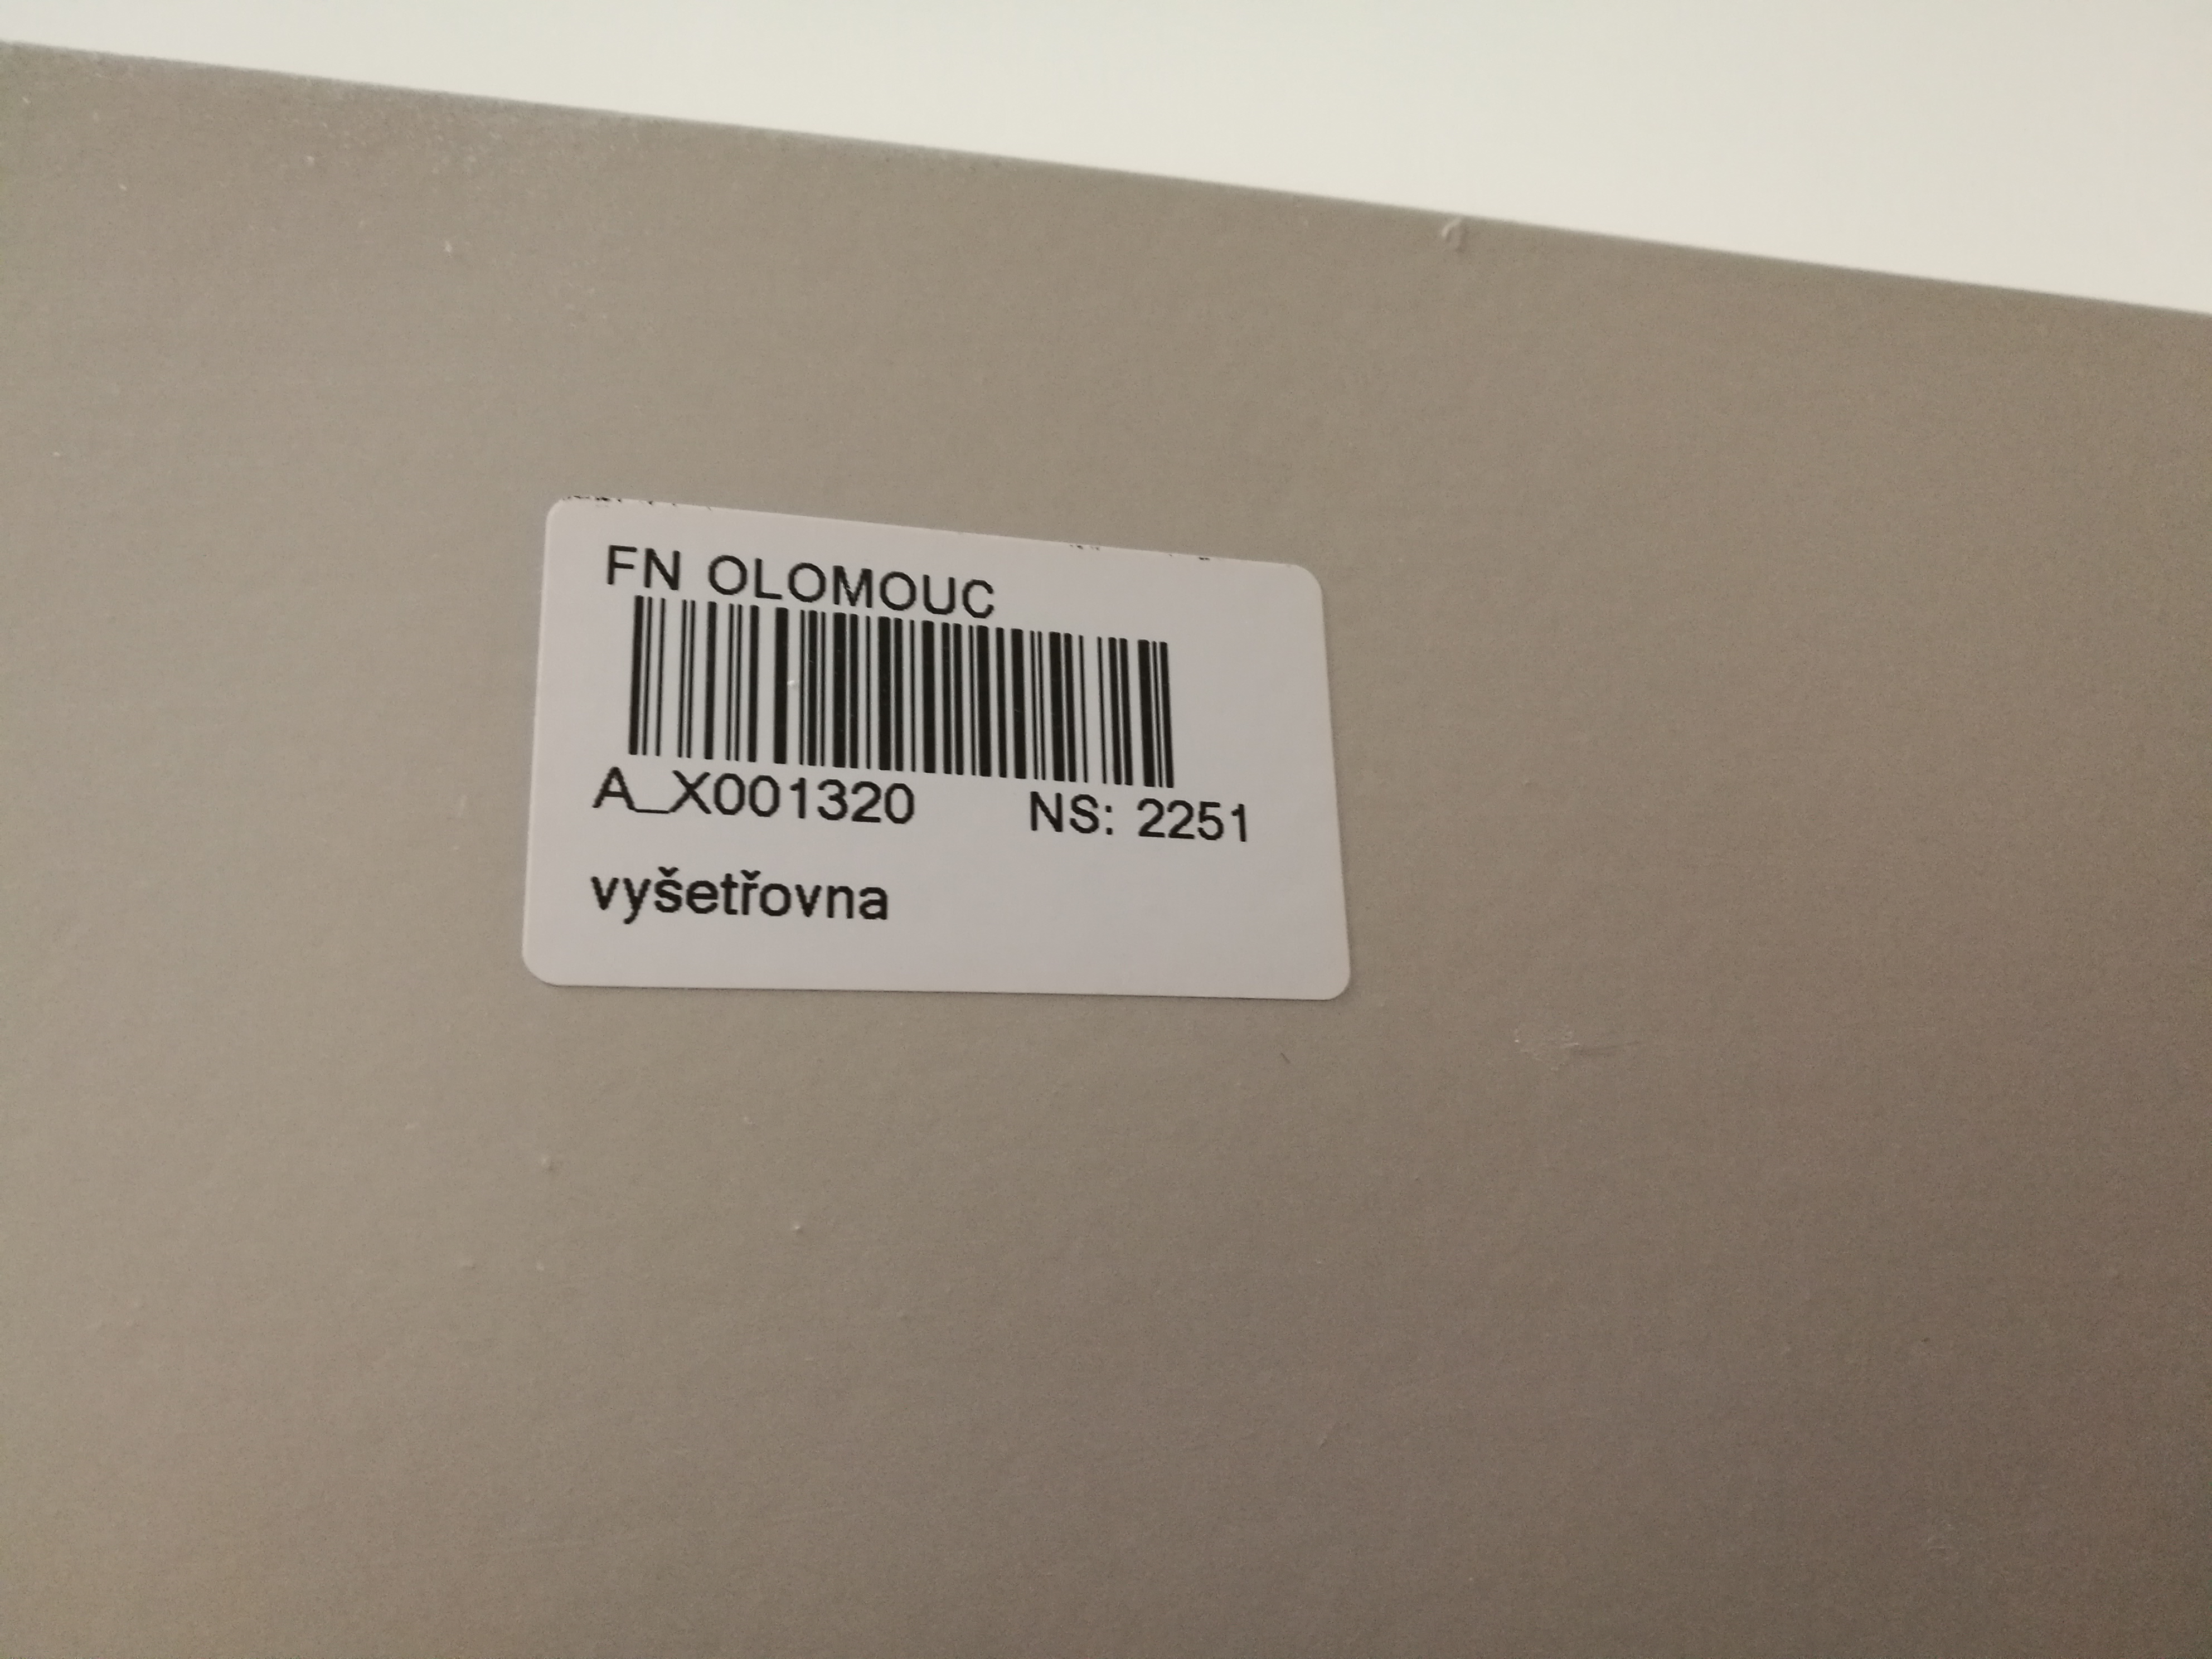 FN OLOMOUC
A_X001320 NS: 2251
vyšetřovna